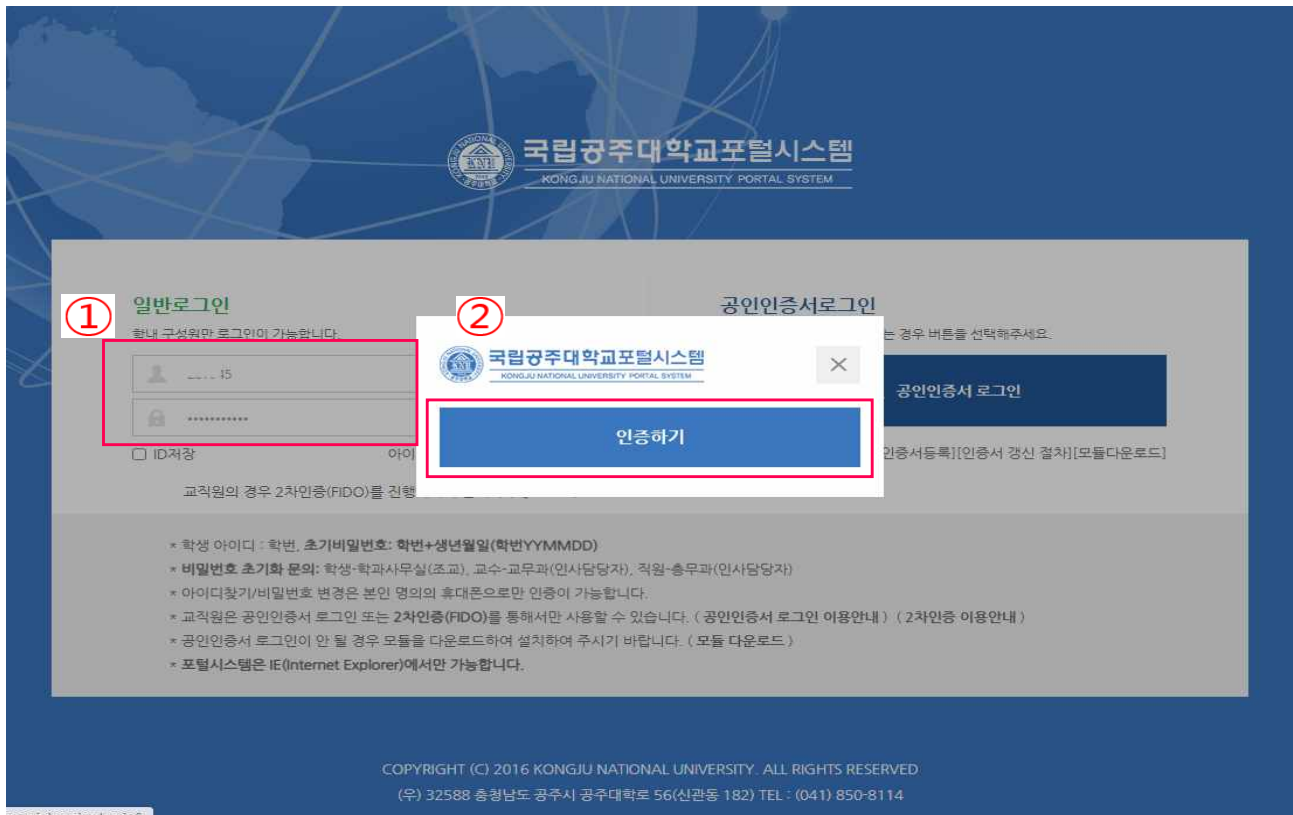 국립공주대학교포털시스템
KONGJU NATIONAL UNIVERSITY PORTAL SYSTEM
①
일반로그인
학내 구성원만 로그인이 가능합니다.
45
•••••••••••
ID저장
아이
교직원의 경우 2차인증(FIDO)를 진행
②
국립공주대학교포털시스템
KONGJU NATIONAL UNIVERSITY PORTAL SYSTEM
×
인증하기
공인인증서로그인
는 경우 버튼을 선택해주세요.
공인인증서 로그인
인증서등록][인증서 갱신 절차][모듈다운로드]
* 학생 아이디 : 학번, 초기비밀번호: 학번+생년월일(학번YYMMDD)
* 비밀번호 초기화 문의: 학생-학과사무실(조교), 교수-교무과(인사담당자), 직원-총무과(인사담당자)
* 아이디찾기/비밀번호 변경은 본인 명의의 휴대폰으로만 인증이 가능합니다.
* 교직원은 공인인증서 로그인 또는 2차인증(FIDO)를 통해서만 사용할 수 있습니다. ( 공인인증서 로그인 이용안내 ) ( 2차인증 이용안내 )
* 공인인증서 로그인이 안 될 경우 모듈을 다운로드하여 설치하여 주시기 바랍니다. ( 모듈 다운로드 )
* 포털시스템은 IE(Internet Explorer)에서만 가능합니다.
COPYRIGHT (C) 2016 KONGJU NATIONAL UNIVERSITY. ALL RIGHTS RESERVED
(우) 32588 충청남도 공주시 공주대학로 56(신관동 182) TEL : (041) 850-8114